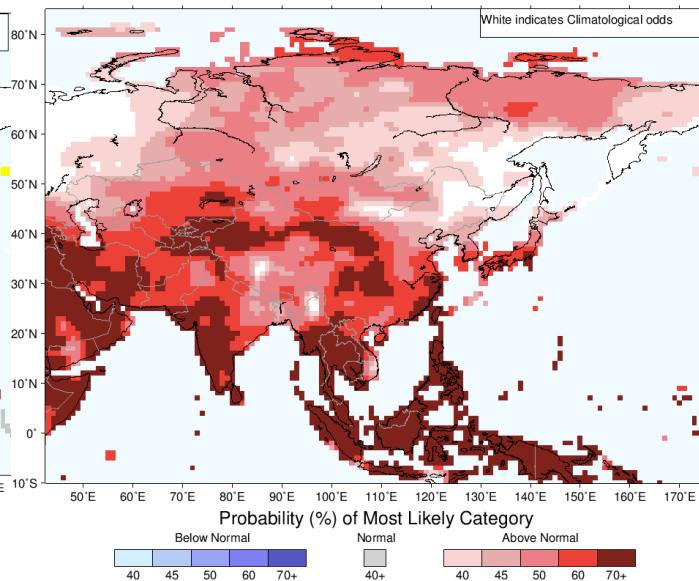 White indicates Climatological odds
80°N
70°N
60°N
50°N
40°N
30°N
20°N
10°N
0°
10°S
E
50°E 60°E 70°E 80°E 90°E 100°E 110°E 120°E 130°E 140°E 150°E 160°E 170°E
Probability (%) of Most Likely Category
Below Normal Normal Above Normal
40 45 50 60 70+ 40+ 40 45 50 60 70+